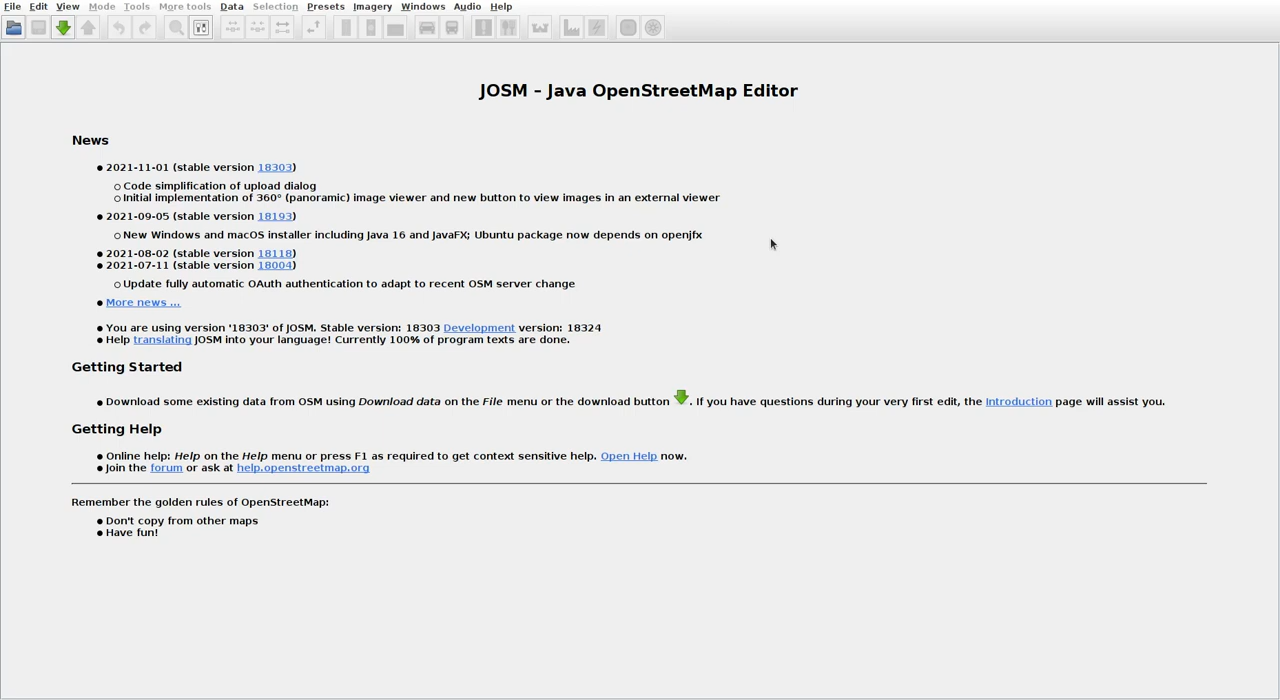 File Edit View Mode Tools More tools Data Selection Presets Imagery Windows Audio Help
JOSM – Java OpenStreetMap Editor
News
2021-11-01 (stable version 18303)
Code simplification of upload dialog
Initial implementation of 360° (panoramic) image viewer and new button to view images in an external viewer
2021-09-05 (stable version 18193)
New Windows and macOS installer including Java 16 and JavaFX; Ubuntu package now depends on openjfx
2021-08-02 (stable version 18118)
2021-07-11 (stable version 18004)
Update fully automatic OAuth authentication to adapt to recent OSM server change
More news ...
You are using version '18303' of JOSM. Stable version: 18303 Development version: 18324
Help translating JOSM into your language! Currently 100% of program texts are done.
Getting Started
Download some existing data from OSM using Download data on the File menu or the download button . If you have questions during your very first edit, the Introduction page will assist you.
Getting Help
Online help: Help on the Help menu or press F1 as required to get context sensitive help. Open Help now.
Join the forum or ask at help.openstreetmap.org
Remember the golden rules of OpenStreetMap:
Don't copy from other maps
Have fun!